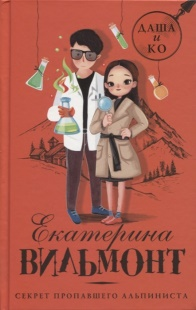 ДАША и КО
Екатерина
ВИЛЬМОНТ
СЕКРЕТ ПРОПАВШЕГО АЛЬПИНИСТА